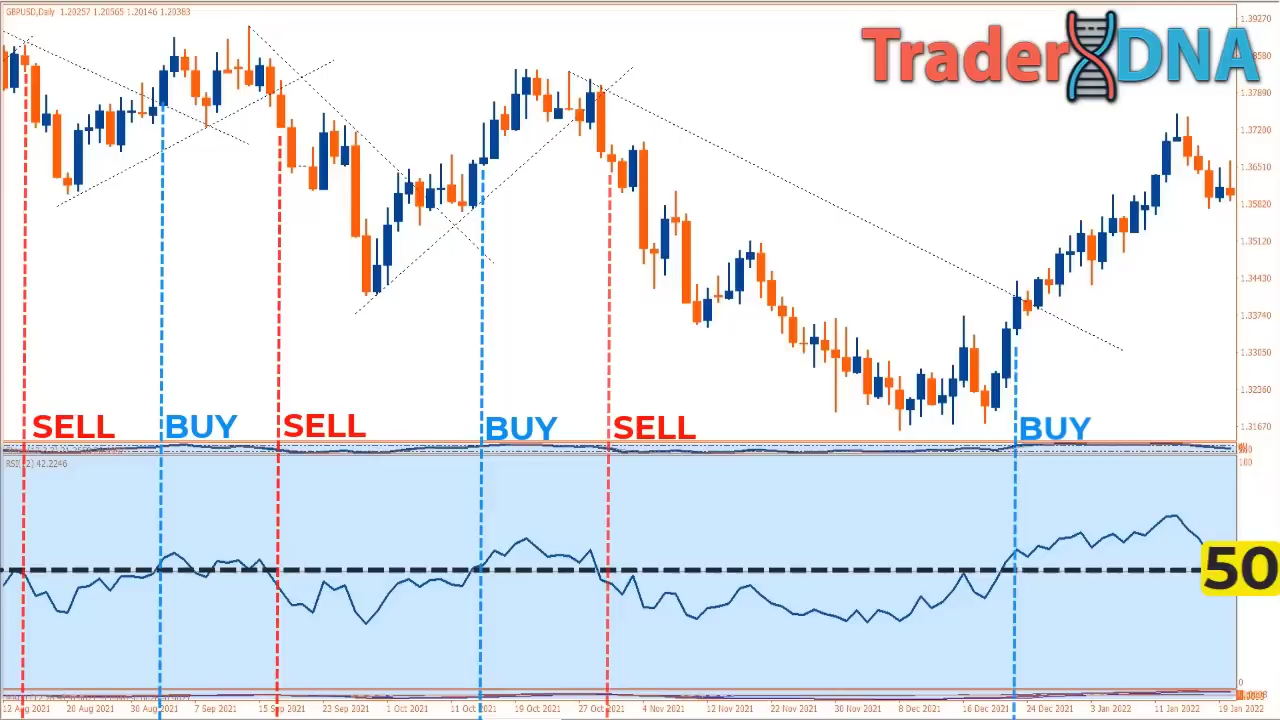 GBPUSD,Daily 1.20257 1.20565 1.20146 1.20383
TraderDNA
1.39270
1.38580
1.37890
1.37200
1.36510
1.35820
1.35120
1.34430
1.33740
1.33050
1.32360
1.31670
SELL
BUY
SELL
BUY
SELL
BUY
100
50
0
12 Aug 2021 20 Aug 2021 30 Aug 2021 7 Sep 2021 15 Sep 2021 22 Sep 2021 1 Oct 2021 11 Oct 2021 19 Oct 2021 27 Oct 2021 4 Nov 2021 12 Nov 2021 22 Nov 2021 30 Nov 2021 8 Dec 2021 16 Dec 2021 24 Dec 2021 3 Jan 2022 11 Jan 2022 19 Jan 2022